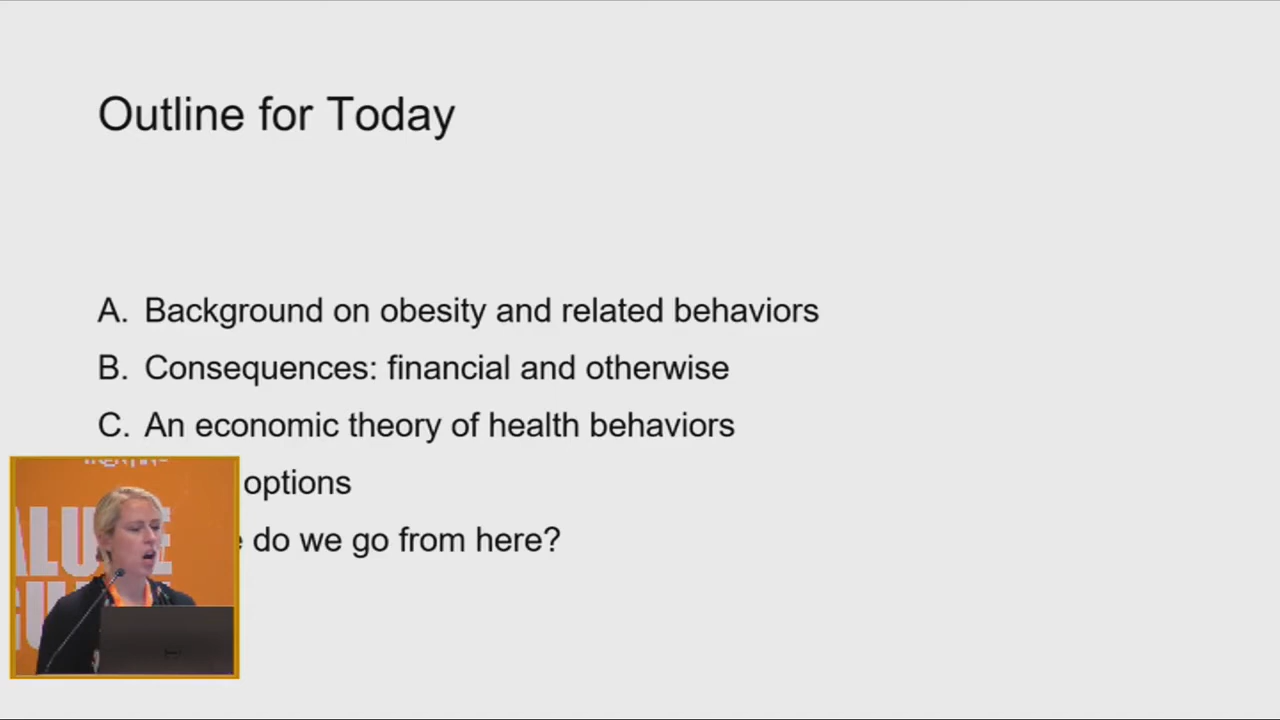 Outline for Today
A. Background on obesity and related behaviors
B. Consequences: financial and otherwise
C. An economic theory of health behaviors
options
do we go from here?